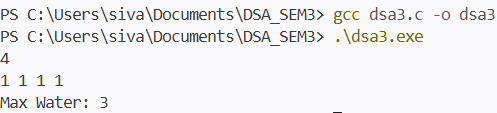 PS C:\Users\siva\Documents\DSA_SEM3> gcc dsa3.c -o dsa3
PS C:\Users\siva\Documents\DSA_SEM3> .\dsa3.exe
4
1 1 1 1
Max Water: 3